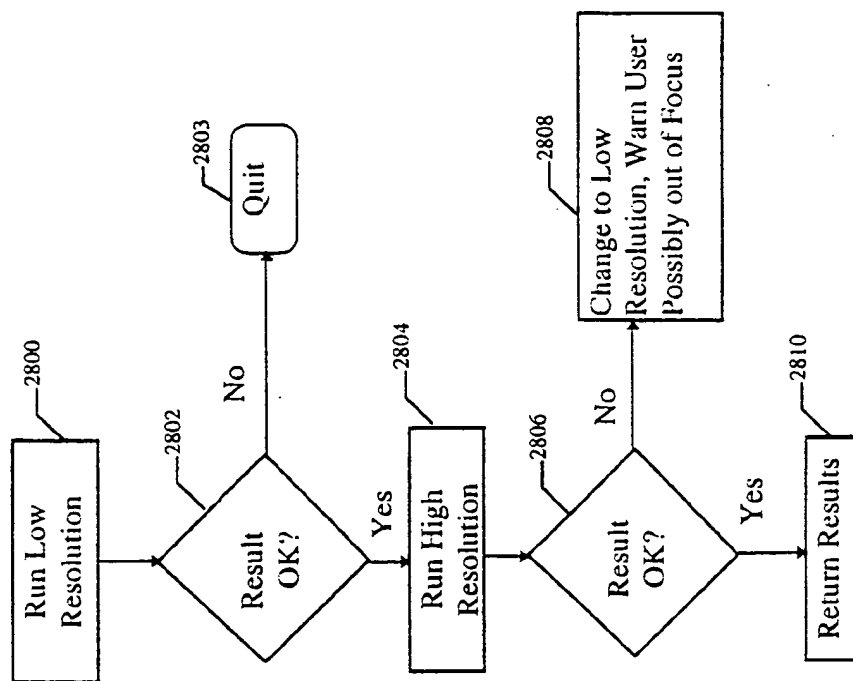 2800
Run Low
Resolution
2802
Result
OK?
No
2803
Quit
Yes
2804
Run High
Resolution
2806
Result
OK?
No
2808
Change to Low
Resolution, Warn User
Possibly out of Focus
Yes
2810
Return Results